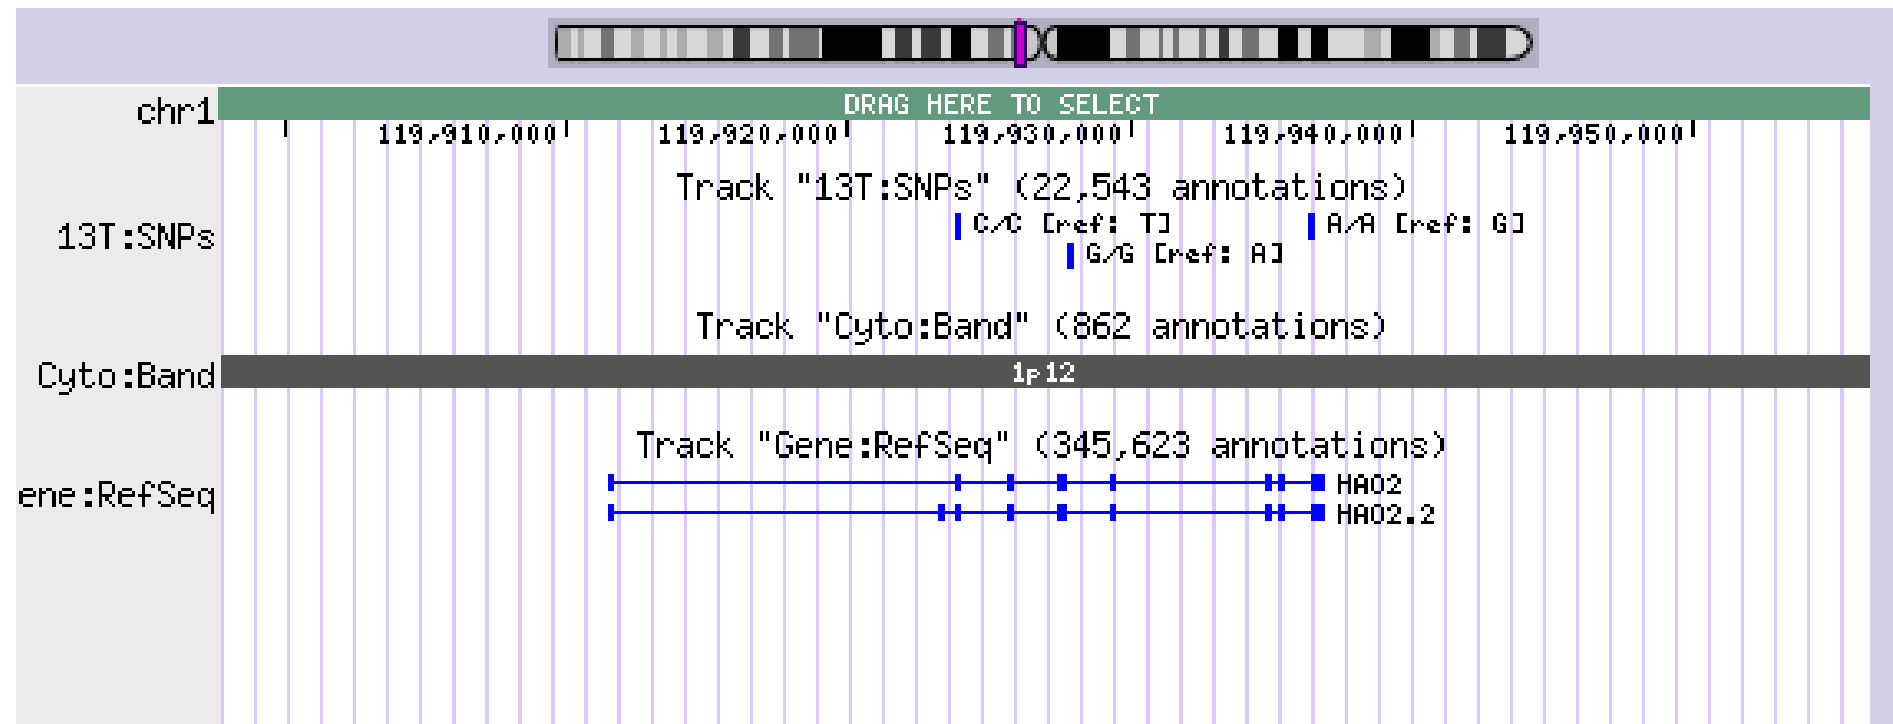 DRAG HERE TO SELECT
chr1
119,910,000 119,920,000 119,930,000 119,940,000 119,950,000
Track "13T:SNPs" (22,543 annotations)
13T:SNPs
C/C [ref: T] A/A [ref: G]
G/G [ref: A]
Track "Cyto:Band" (862 annotations)
Cyto:Band 1p12
Track "Gene:RefSeq" (345,623 annotations)
ene:RefSeq
HAO2
HAO2.2